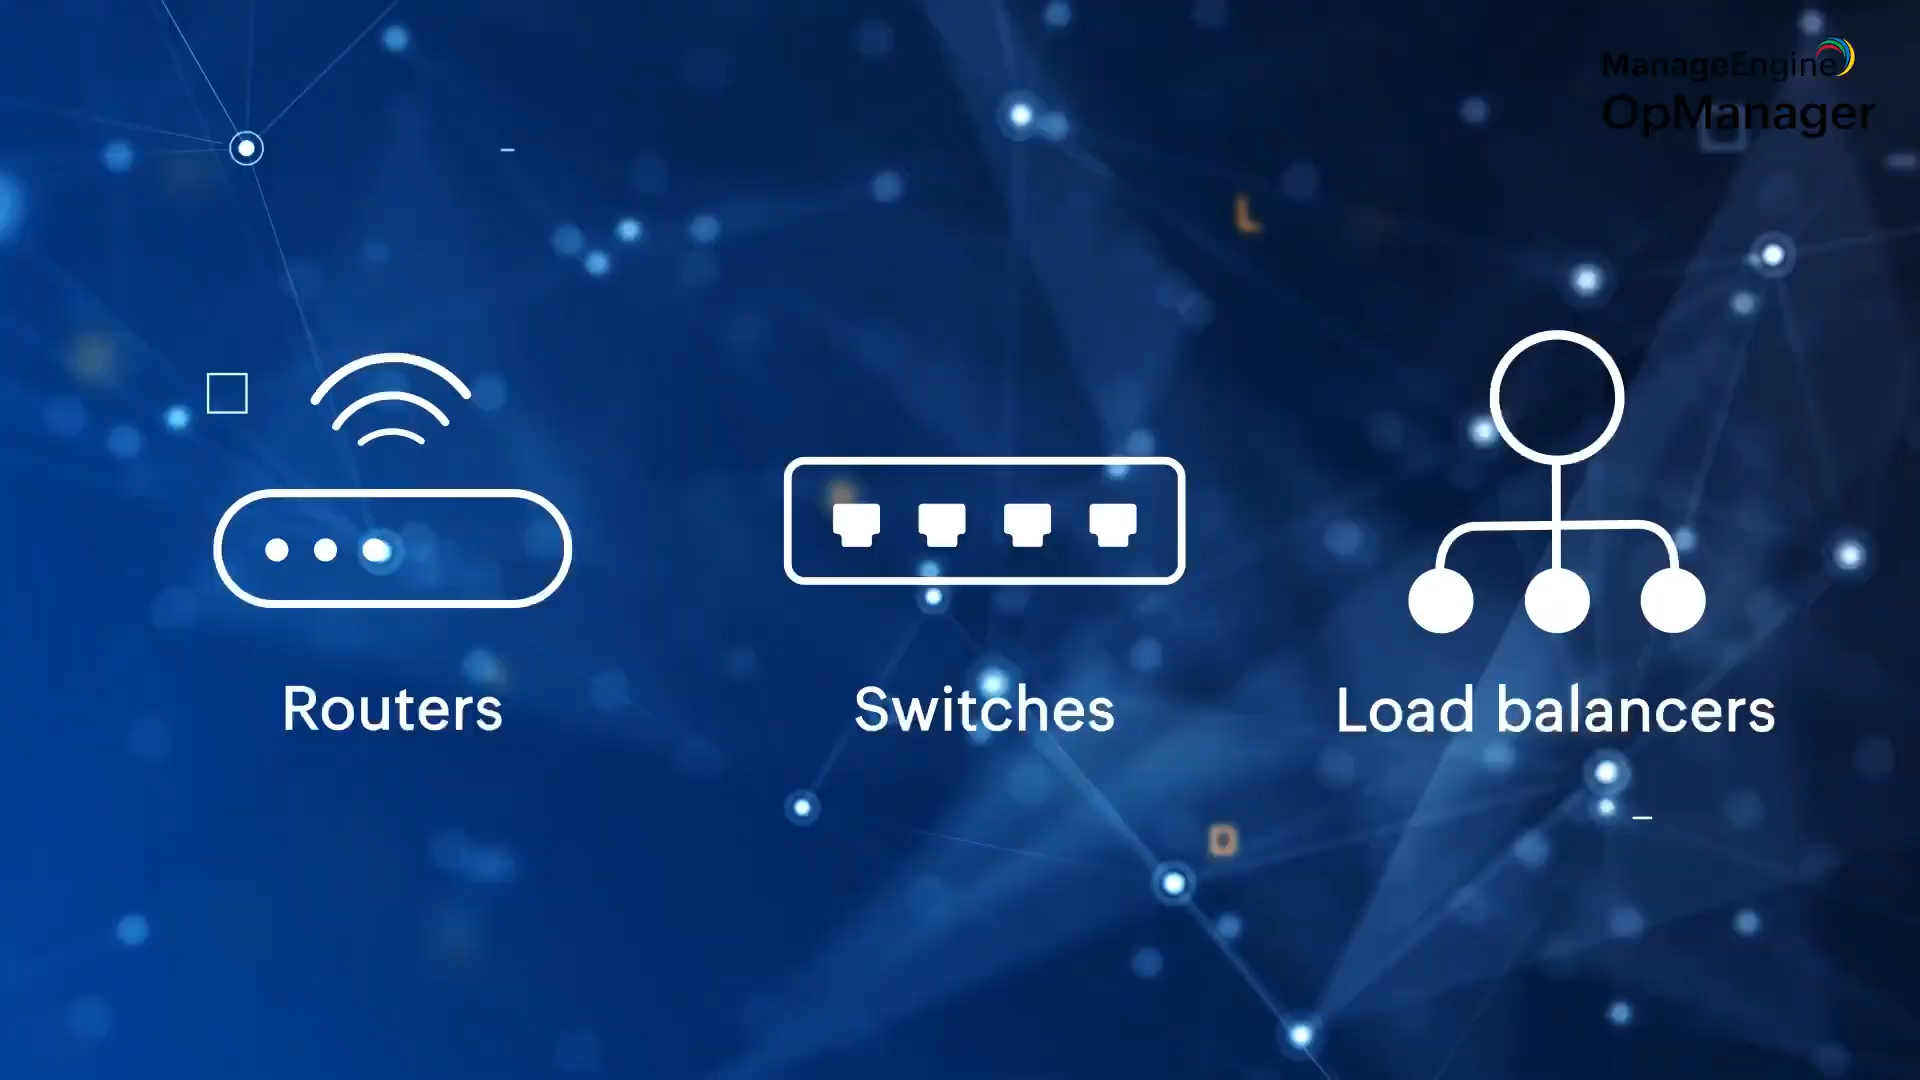 ManageEngine
OpManager
L
Routers
Switches
Load balancers
D